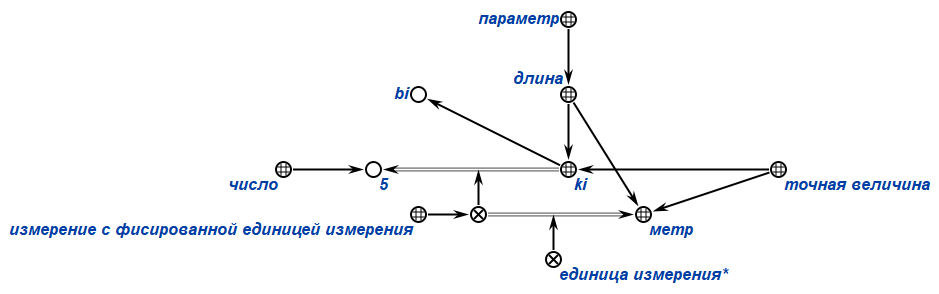 параметр
длина
bi
число
5
ki
точная величина
измерение с фисированной единицей измерения
метр
единица измерения*